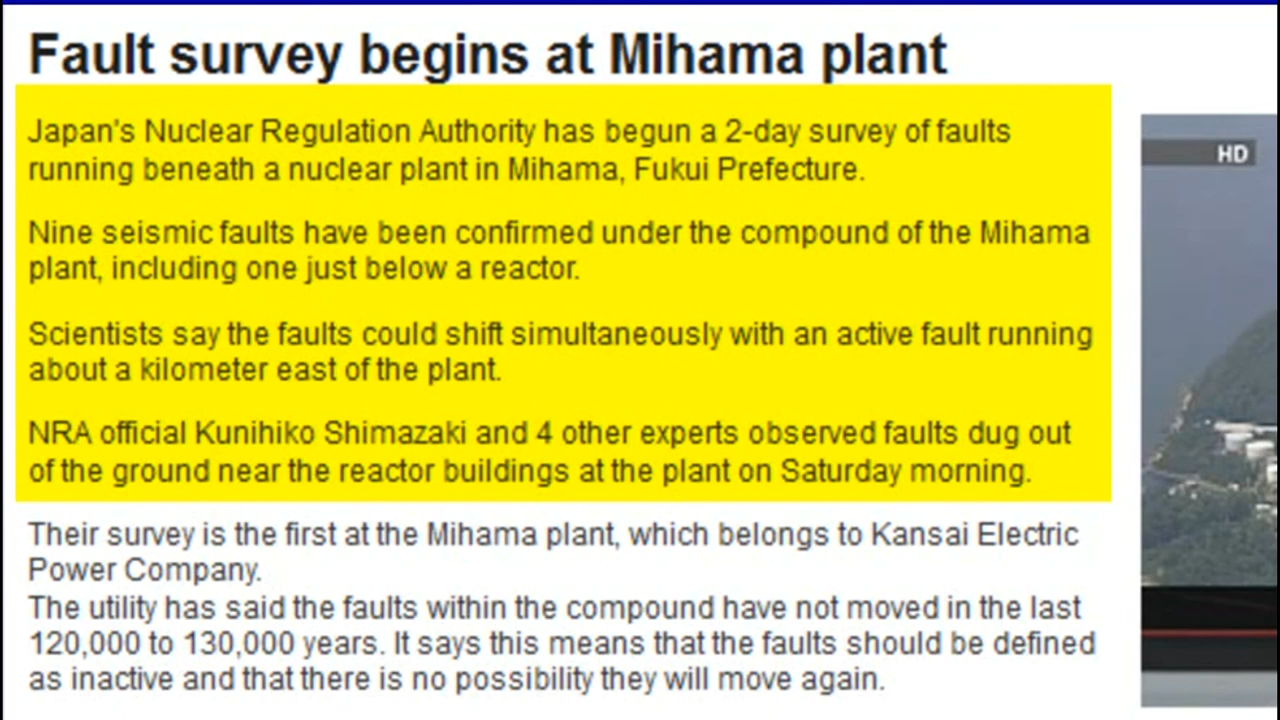 Fault survey begins at Mihama plant
Japan's Nuclear Regulation Authority has begun a 2-day survey of faults
running beneath a nuclear plant in Mihama, Fukui Prefecture.
Nine seismic faults have been confirmed under the compound of the Mihama
plant, including one just below a reactor.
Scientists say the faults could shift simultaneously with an active fault running
about a kilometer east of the plant.
NRA official Kunihiko Shimazaki and 4 other experts observed faults dug out
of the ground near the reactor buildings at the plant on Saturday morning.
Their survey is the first at the Mihama plant, which belongs to Kansai Electric
Power Company.
The utility has said the faults within the compound have not moved in the last
120,000 to 130,000 years. It says this means that the faults should be defined
as inactive and that there is no possibility they will move again.
HD